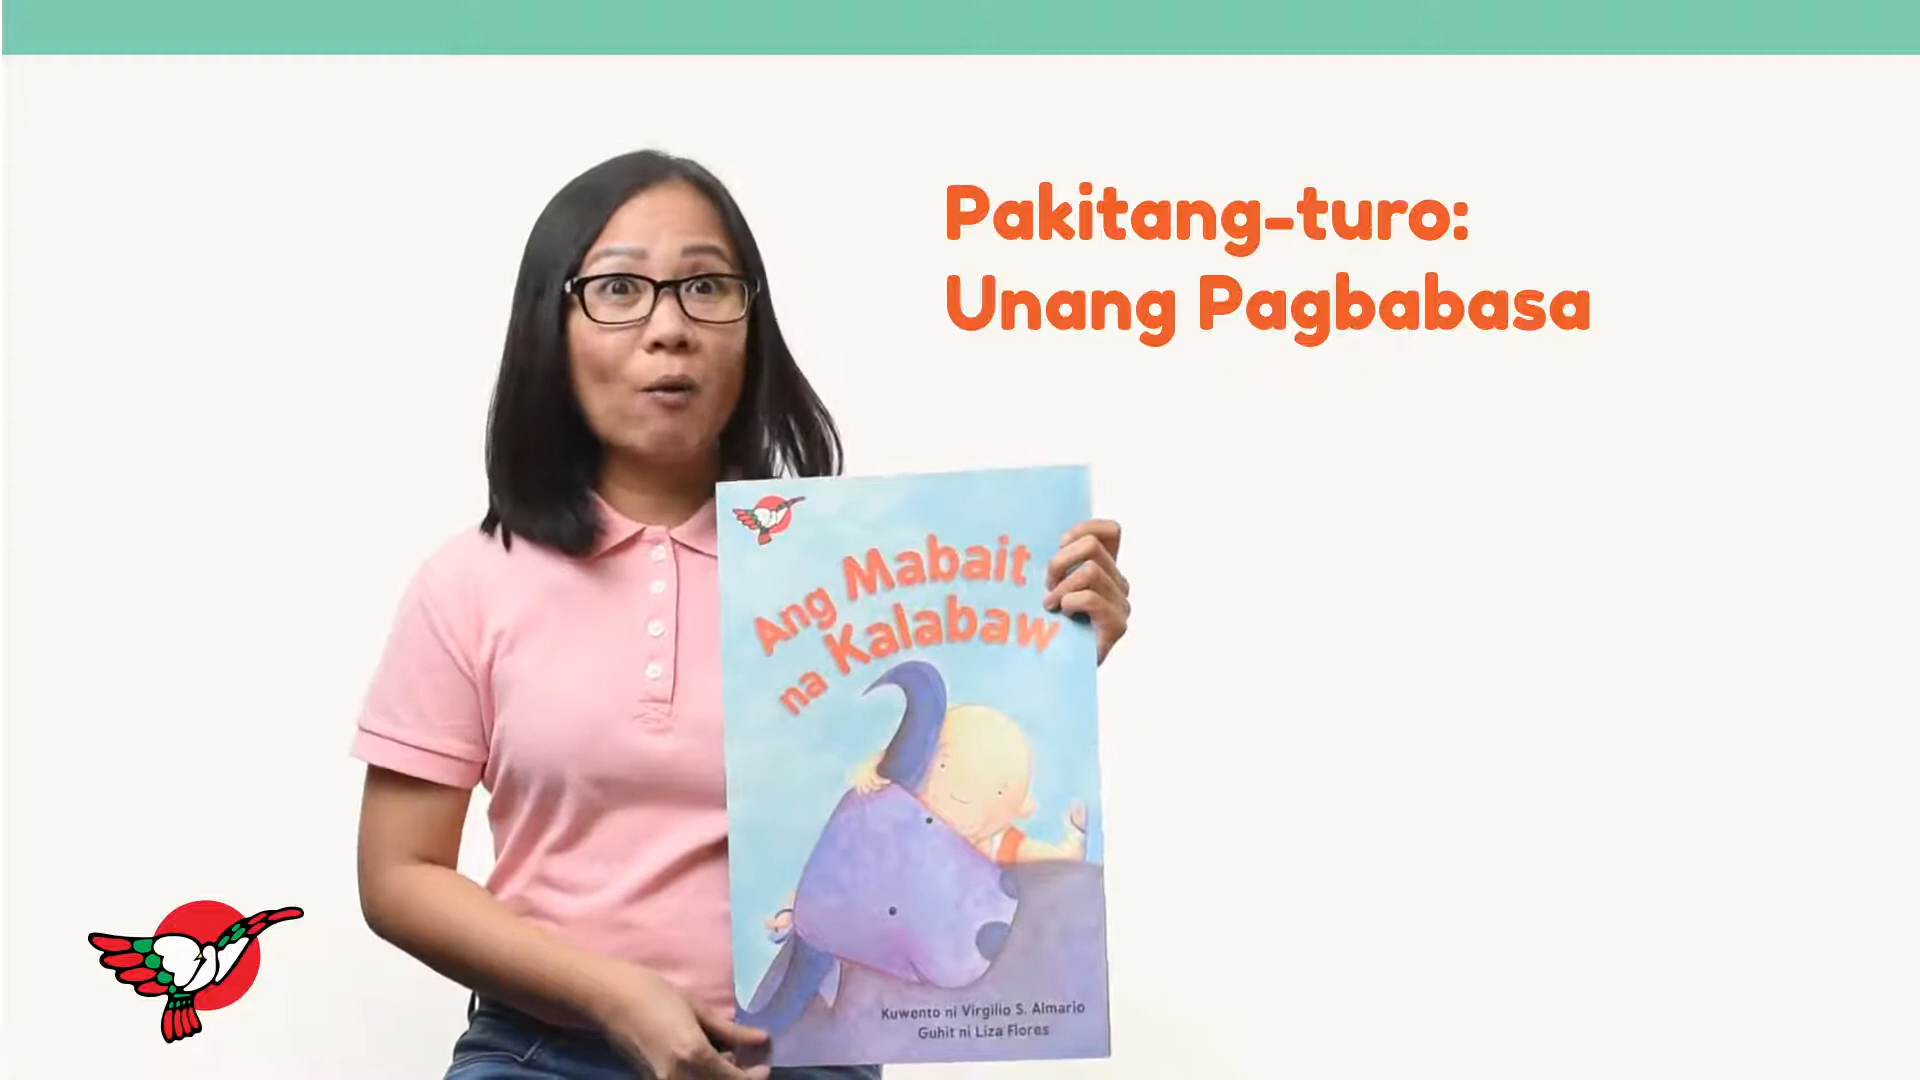 Pakitang-turo:
Unang Pagbabasa
Ang Mabait
na Kalabaw
Kuwento ni Virgilio S. Almario
Guhit ni Liza Flores